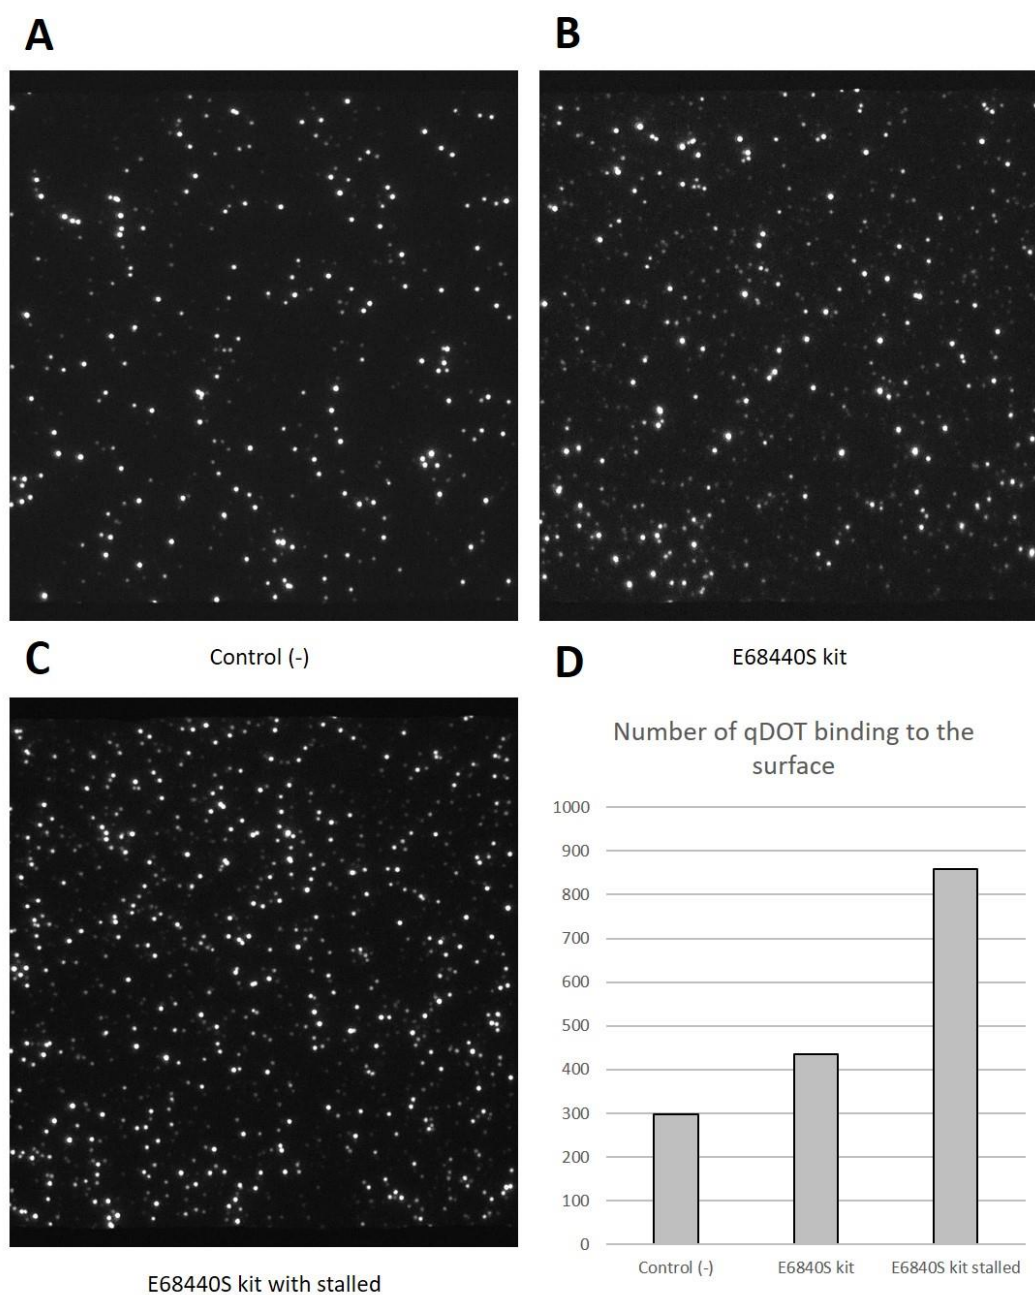 A
B
Control (-)
E68440S kit
C
D
E68440S kit with stalled
Number of qDOT binding to the
surface
1000
900
800
700
600
500
400
300
200
100
0
Control (-)
E6840S kit
E6840S kit stalled